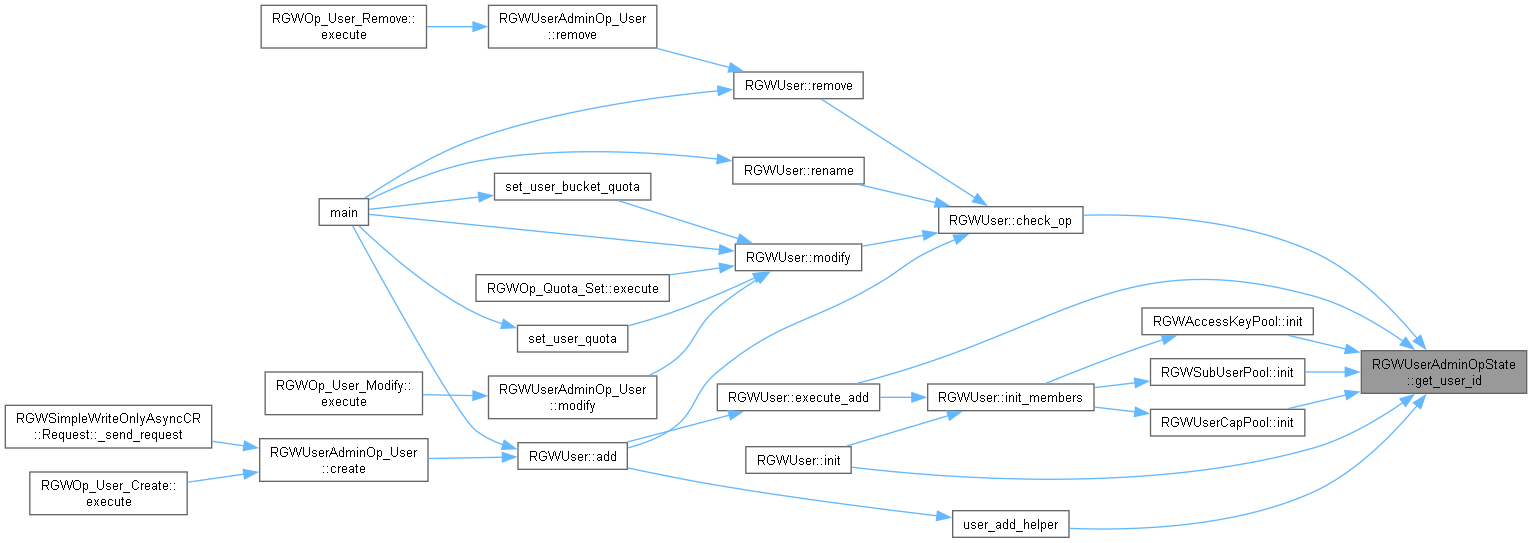 RGWOp_User_Remove::
execute
RGWUserAdminOp_User
::remove
RGWUser::remove
RGWUser::rename
set_user_bucket_quota
main
RGWUser::check_op
RGWUser::modify
RGWOp_Quota_Set::execute
set_user_quota
RGWAccessKeyPool::init
RGWSubUserPool::init
RGWUserAdminOpState
::get_user_id
RGWOp_User_Modify::
execute
RGWUserAdminOp_User
::modify
RGWUser::execute_add
RGWUser::init_members
RGWUserCapPool::init
RGWSimpleWriteOnlyAsyncCR
::Request::_send_request
RGWUserAdminOp_User
::create
RGWUser::add
RGWUser::init
RGWOp_User_Create::
execute
user_add_helper